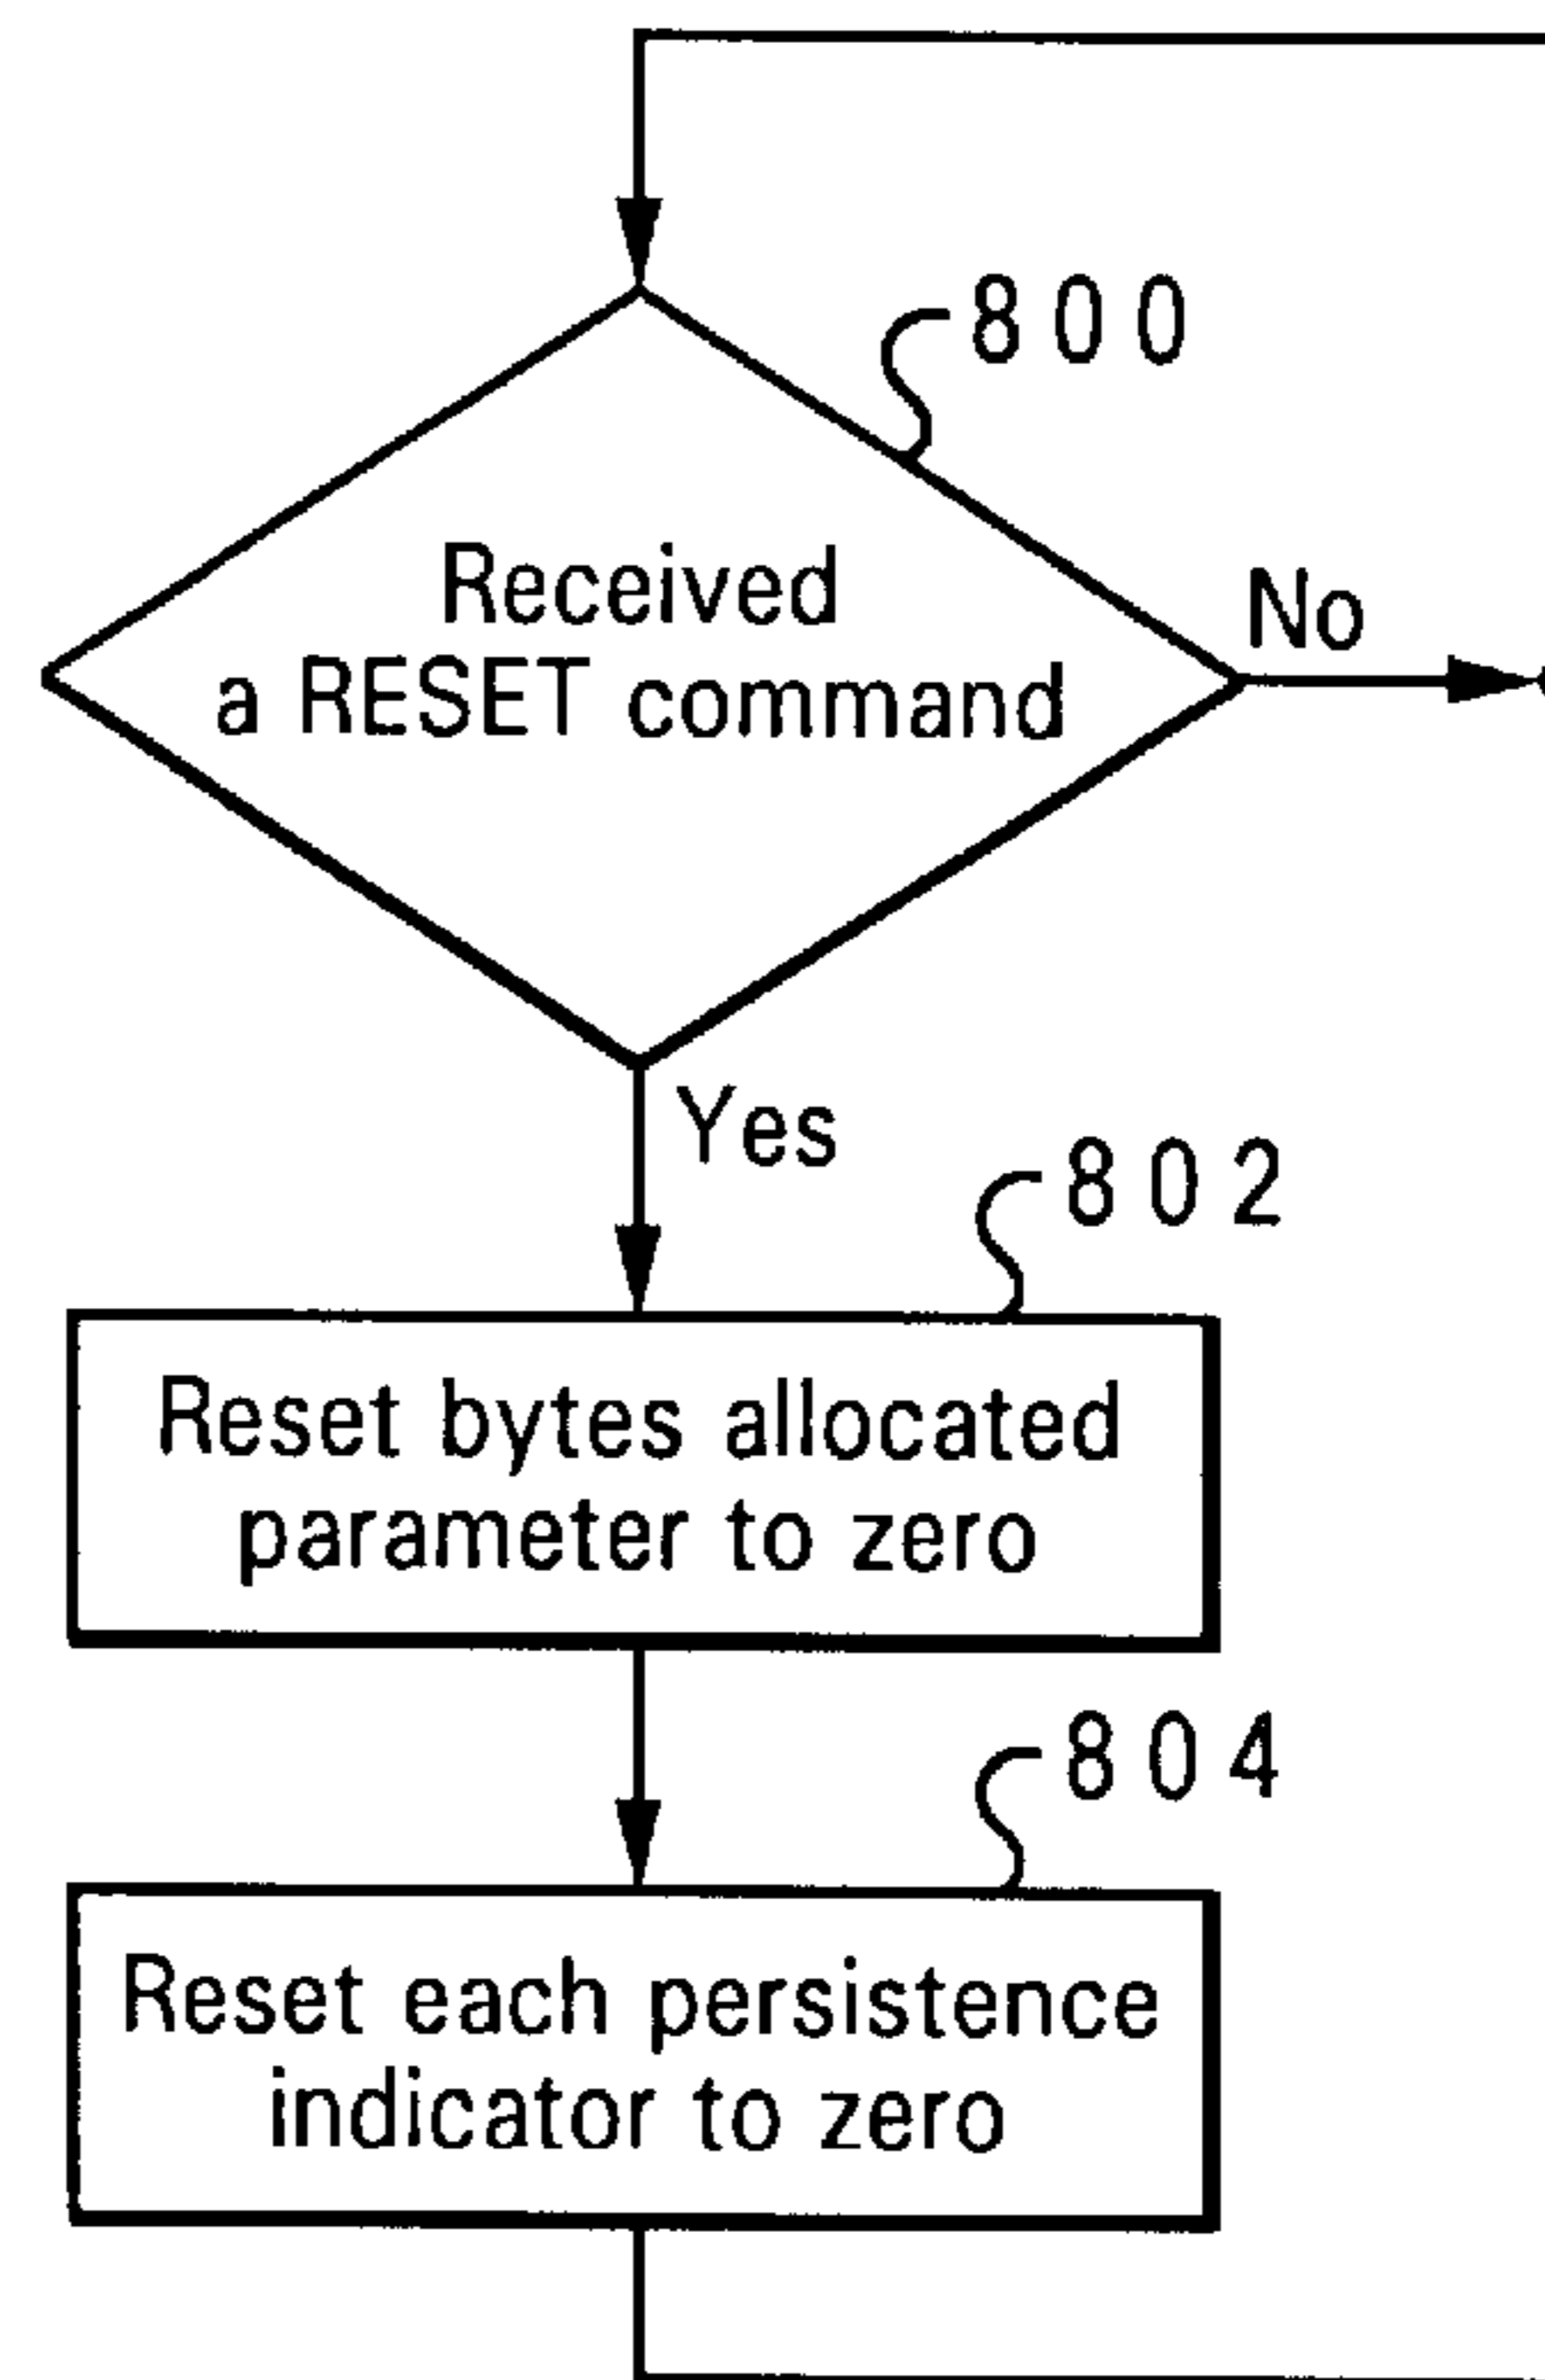 800
Received
a RESET command
No
Yes
802
Reset bytes allocated
parameter to zero
804
Reset each persistence
indicator to zero